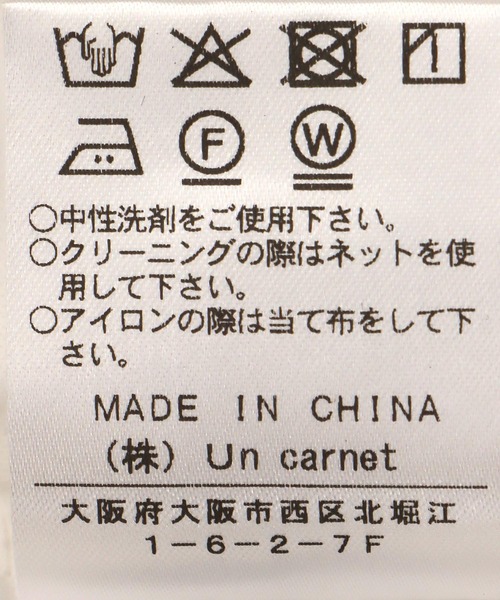 F W
○中性洗剤をご使用下さい。
○クリーニングの際はネットを使
用して下さい。
○アイロンの際は当て布をして下
さい。
MADE IN CHINA
(株) Un carnet
大阪府大阪市西区北堀江
1-6-2-7F